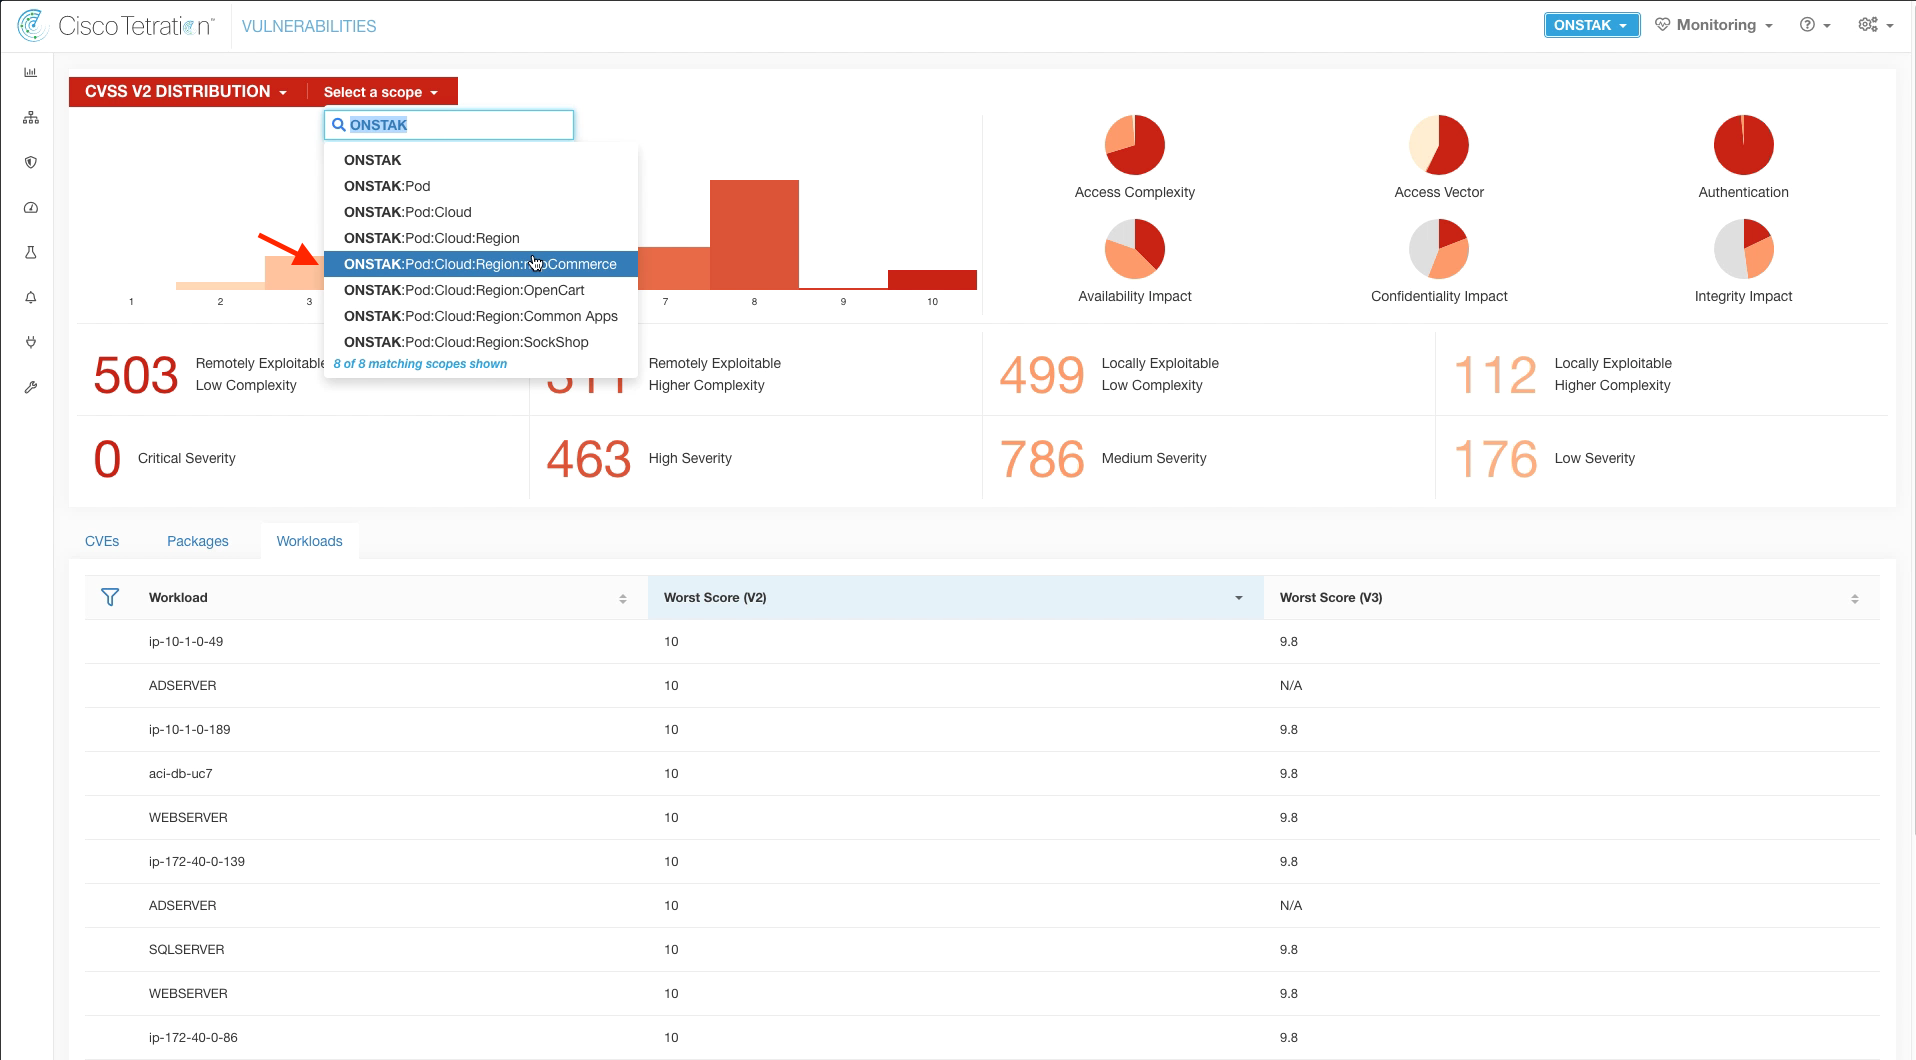 Cisco Tetration™ VULNERABILITIES ONSTAK Monitoring
CVSS V2 DISTRIBUTION Select a scope
ONSTAK
ONSTAK
ONSTAK:Pod
ONSTAK:Pod:Cloud
ONSTAK:Pod:Cloud:Region
ONSTAK:Pod:Cloud:Region:
ONSTAK:Pod:Cloud:Region:OpenCart
ONSTAK:Pod:Cloud:Region:Common Apps
ONSTAK:Pod:Cloud:Region:SockShop
8 of 8 matching scopes shown
1 2 3 7 8 9 10
Access Complexity Access Vector Authentication
Availability Impact Confidentiality Impact Integrity Impact
503 Remotely Exploitable
Low Complexity
Remotely Exploitable
Higher Complexity
499 Locally Exploitable
Low Complexity
112 Locally Exploitable
Higher Complexity
0 Critical Severity
463 High Severity
786 Medium Severity
176 Low Severity
CVEs Packages Workloads
Workload Worst Score (V2) Worst Score (V3)
ip-10-1-0-49 10 9.8
ADSERVER 10 N/A
ip-10-1-0-189 10 9.8
aci-db-uc7 10 9.8
WEBSERVER 10 9.8
ip-172-40-0-139 10 9.8
ADSERVER 10 N/A
SQLSERVER 10 9.8
WEBSERVER 10 9.8
ip-172-40-0-86 10 9.8